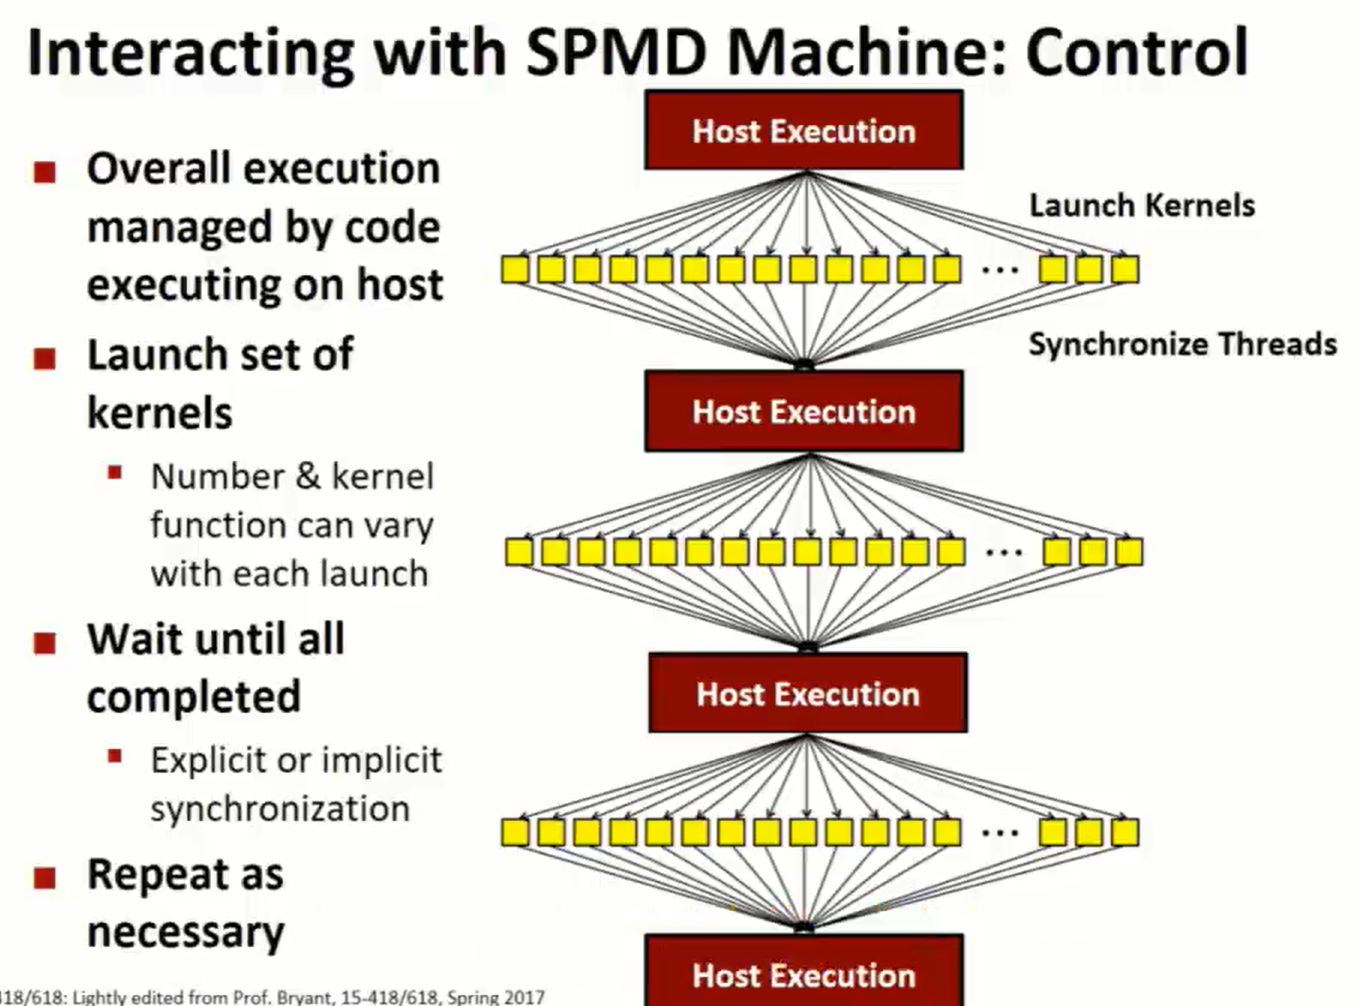 Interacting with SPMD Machine: Control
Overall execution
managed by code
executing on host
Launch set of
kernels
Number & kernel
function can vary
with each launch
Wait until all
completed
Explicit or implicit
synchronization
Repeat as
necessary
Host Execution
Launch Kernels
...
Synchronize Threads
Host Execution
...
Host Execution
...
Host Execution
418/618: Lightly edited from Prof. Bryant, 15-418/618, Spring 2017